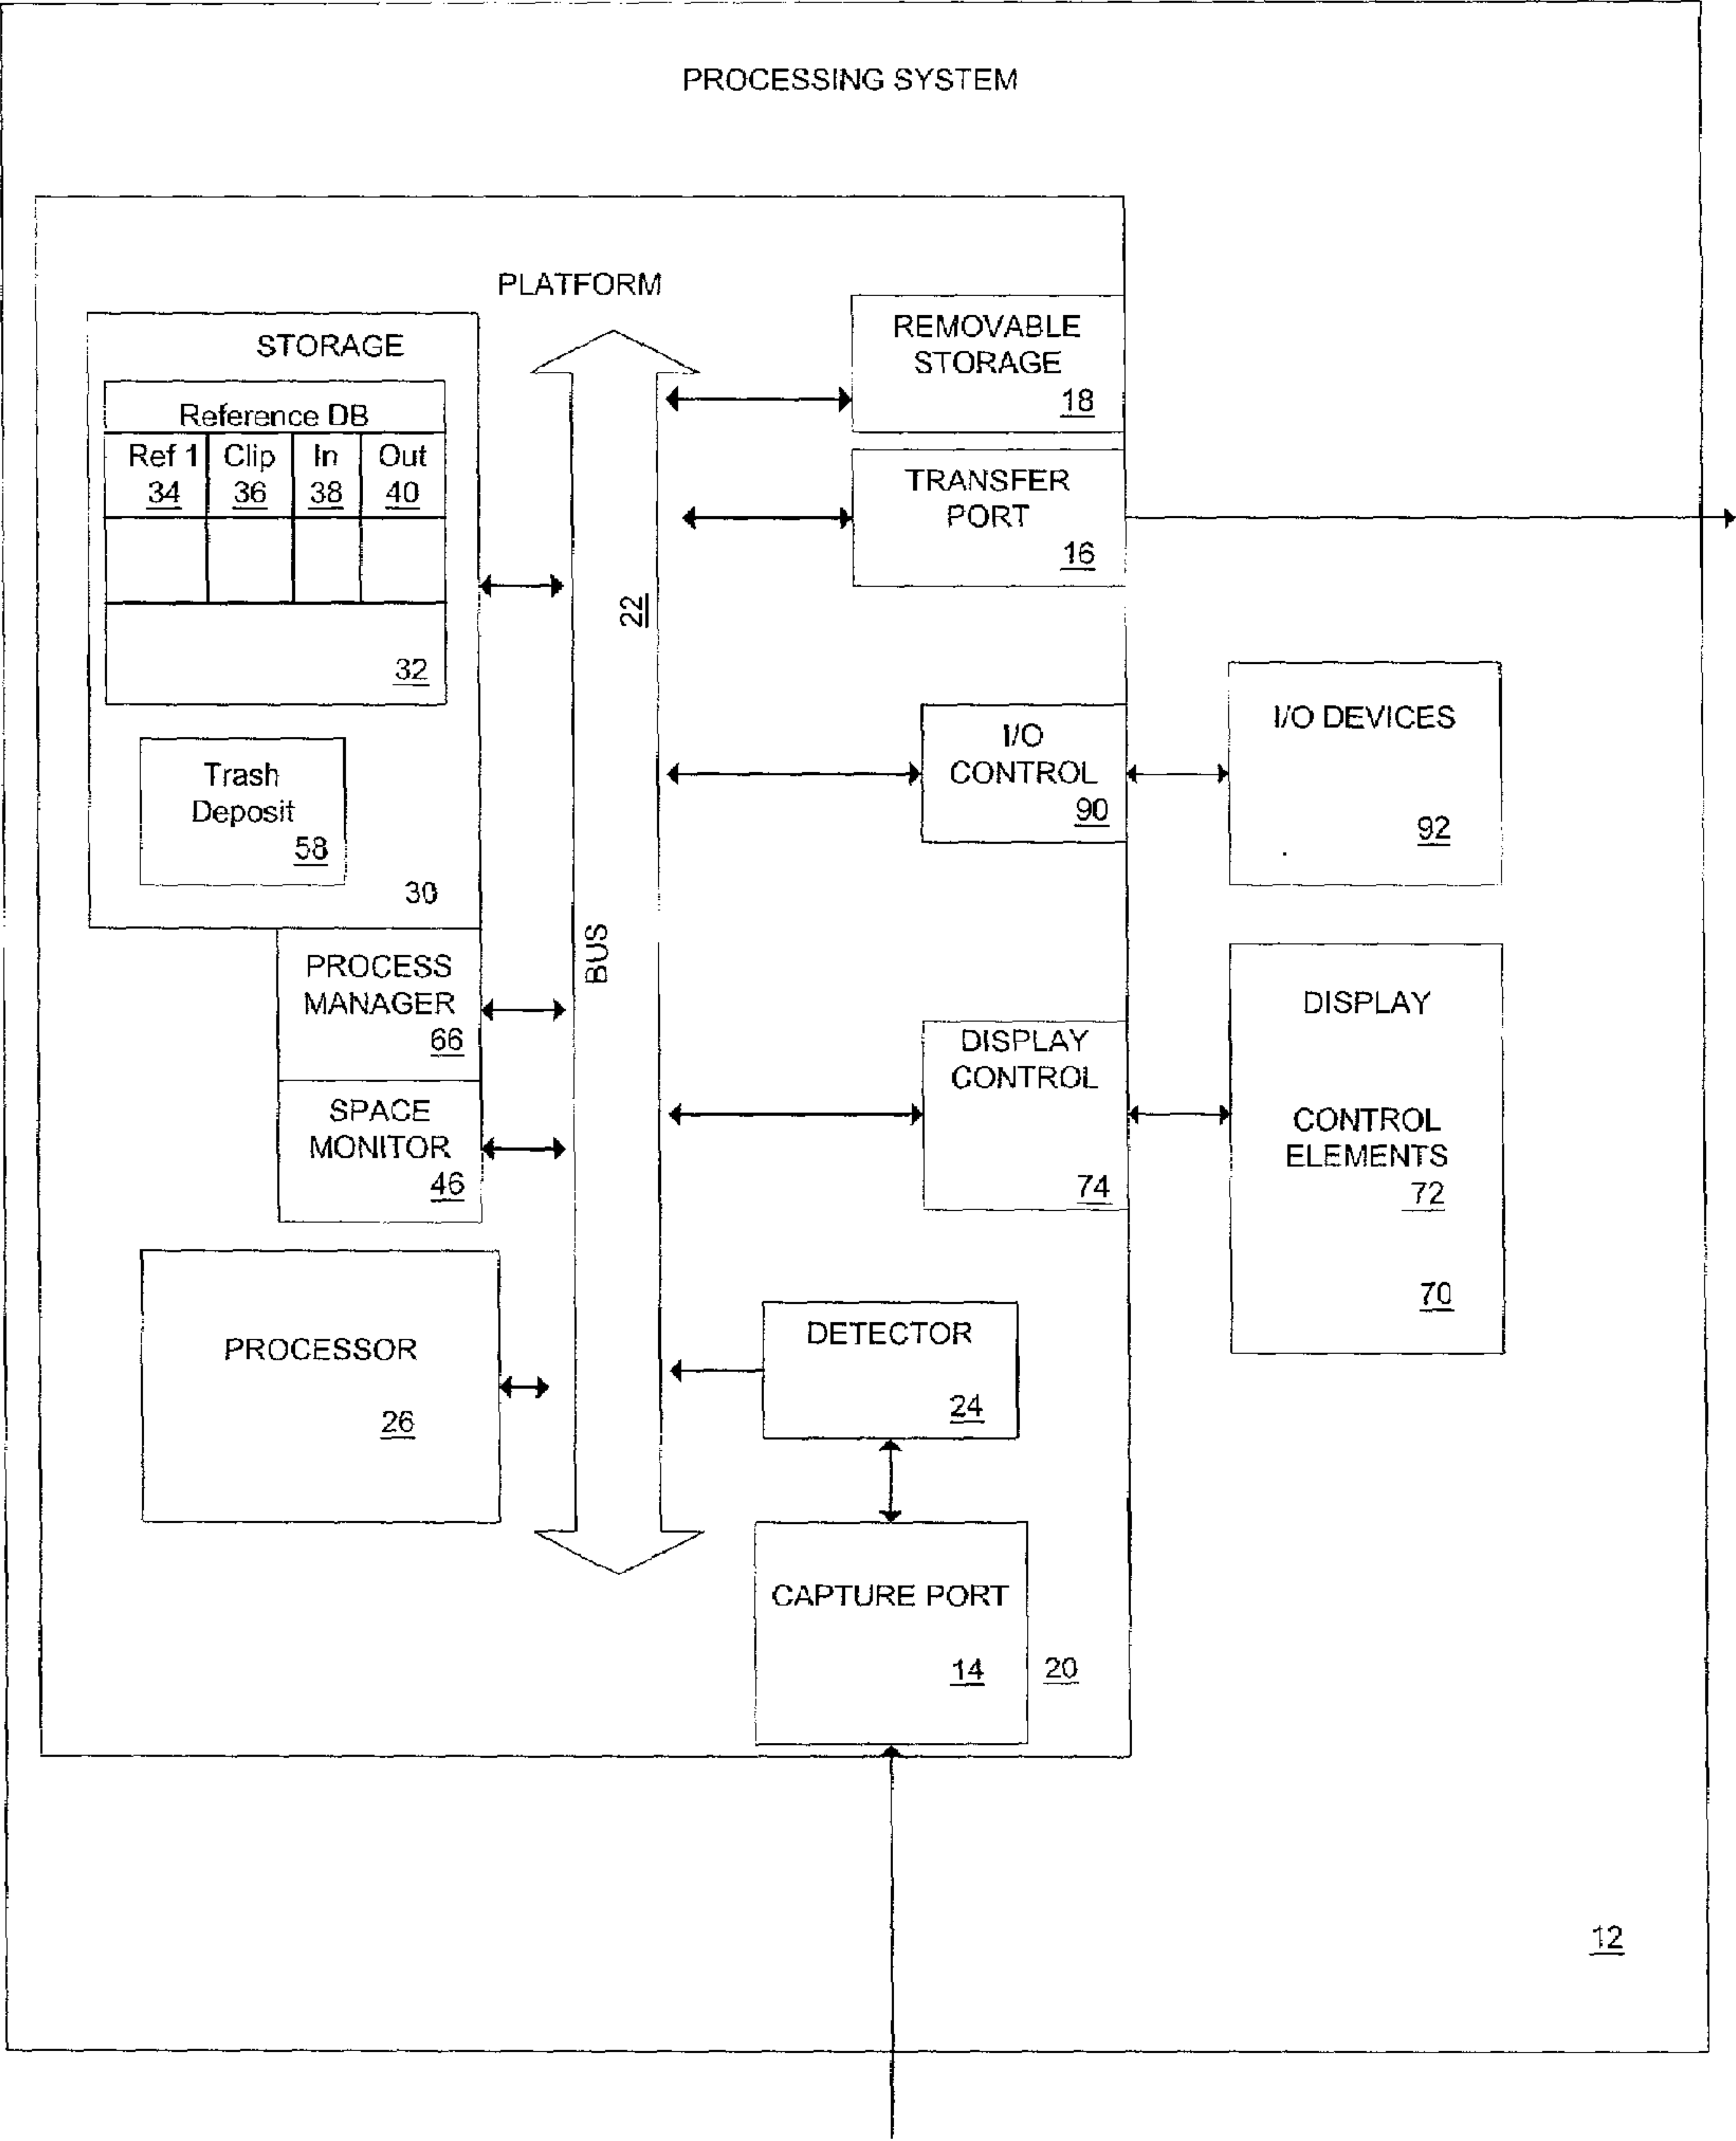 PROCESSING SYSTEM
PLATFORM
STORAGE
Reference DB
Ref 1 Clip In Out
34 36 38 40
32
Trash
Deposit
58
30
PROCESS
MANAGER
66
SPACE
MONITOR
46
PROCESSOR
26
BUS
22
REMOVABLE
STORAGE
18
TRANSFER
PORT
16
I/O
CONTROL
90
I/O DEVICES
92
DISPLAY
CONTROL
74
DISPLAY
CONTROL
ELEMENTS
72
70
DETECTOR
24
CAPTURE PORT
14
20
12